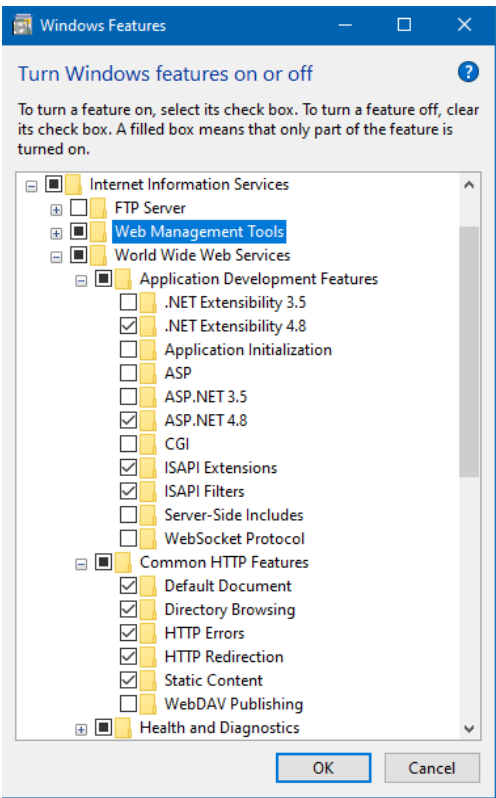 Windows Features
Turn Windows features on or off
To turn a feature on, select its check box. To turn a feature off, clear
its check box. A filled box means that only part of the feature is
turned on.
Internet Information Services
FTP Server
Web Management Tools
World Wide Web Services
Application Development Features
.NET Extensibility 3.5
.NET Extensibility 4.8
Application Initialization
ASP
ASP.NET 3.5
ASP.NET 4.8
CGI
ISAPI Extensions
ISAPI Filters
Server-Side Includes
WebSocket Protocol
Common HTTP Features
Default Document
Directory Browsing
HTTP Errors
HTTP Redirection
Static Content
WebDAV Publishing
Health and Diagnostics
OK Cancel